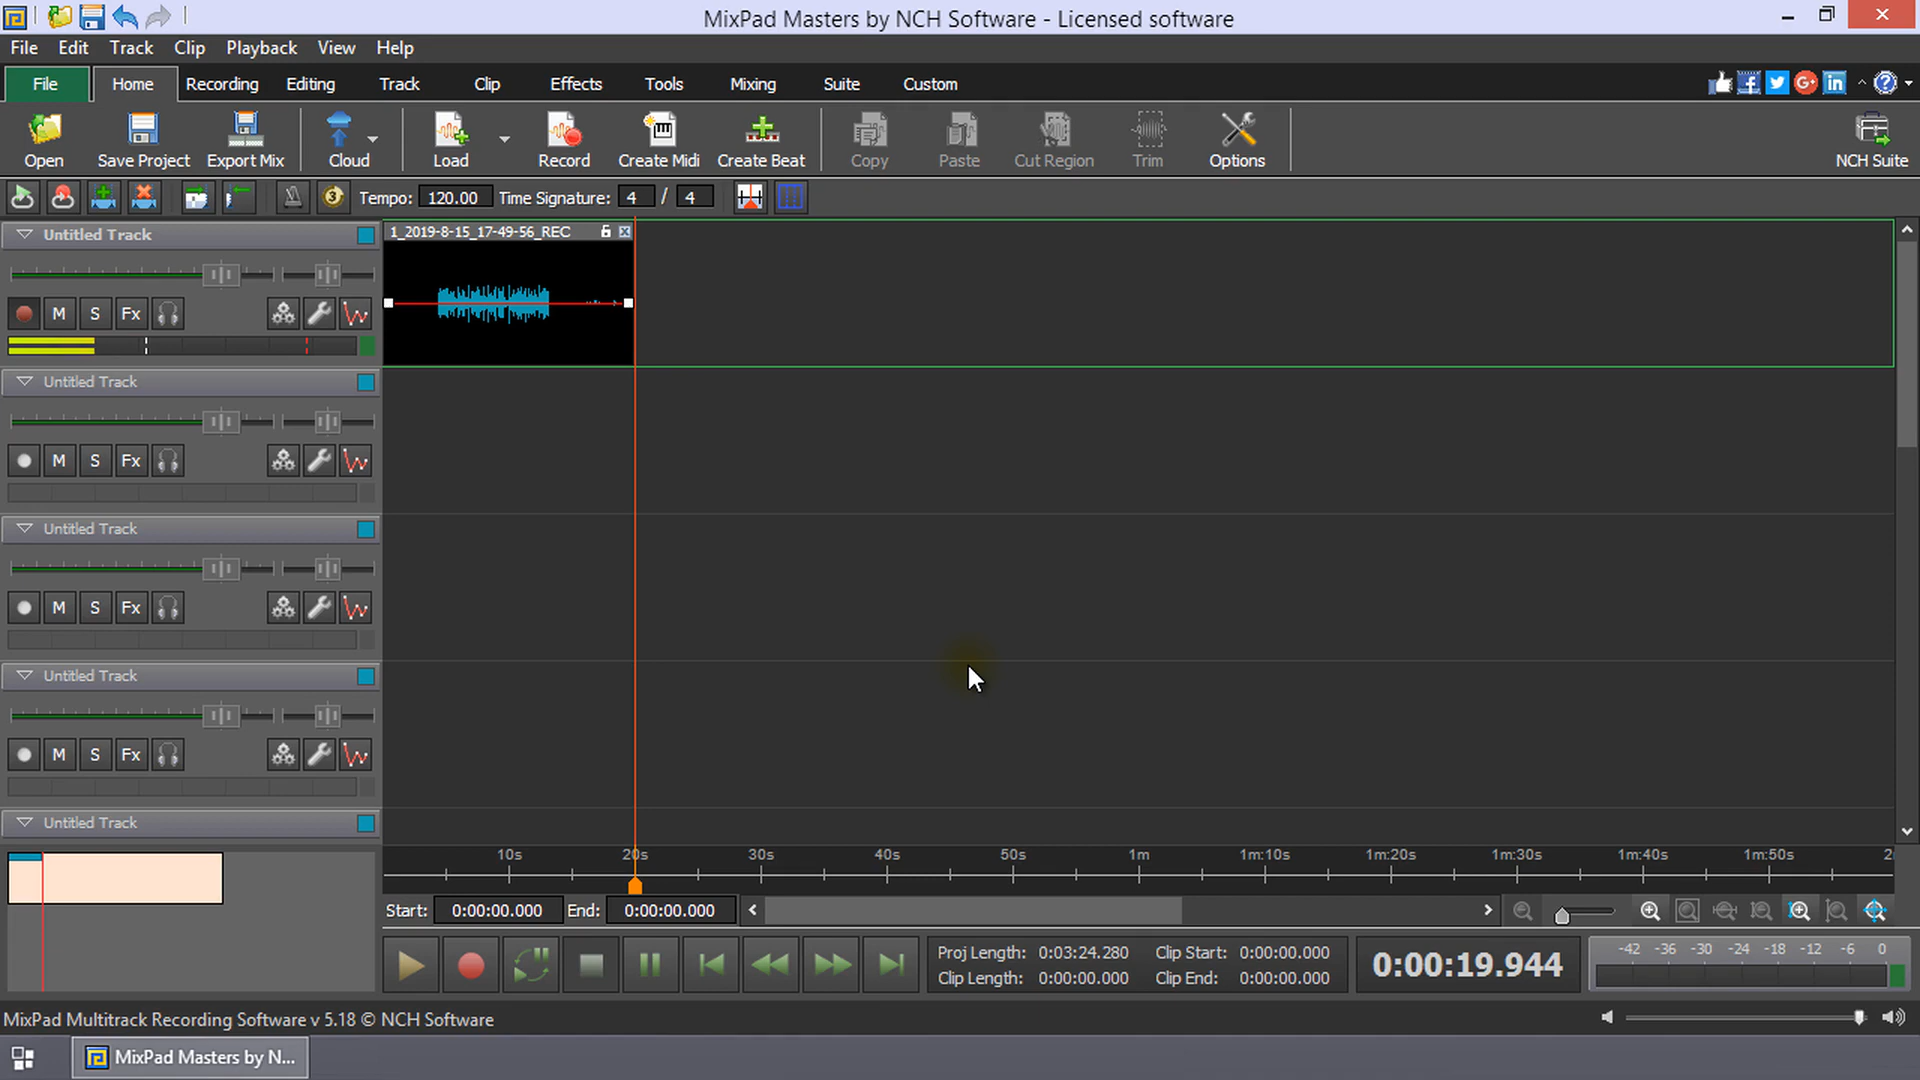 MixPad Masters by NCH Software - Licensed software
File Edit Track Clip Playback View Help
File Home Recording Editing Track Clip Effects Tools Mixing Suite Custom
Open Save Project Export Mix Cloud Load Record Create Midi Create Beat Copy Paste Cut Region Trim Options NCH Suite
Tempo: 120.00 Time Signature: 4 / 4
Untitled Track
1_2019-8-15_17-49-56_REC
M S Fx
Untitled Track
M S Fx
Untitled Track
M S Fx
Untitled Track
M S Fx
Untitled Track
10s 20s 30s 40s 50s 1m 1m:10s 1m:20s 1m:30s 1m:40s 1m:50s 2
Start: 0:00:00.000 End: 0:00:00.000
Proj Length: 0:03:24.280 Clip Start: 0:00:00.000
Clip Length: 0:00:00.000 Clip End: 0:00:00.000
0:00:19.944
-42 -36 -30 -24 -18 -12 -6 0
MixPad Multitrack Recording Software v 5.18 © NCH Software
MixPad Masters by N...